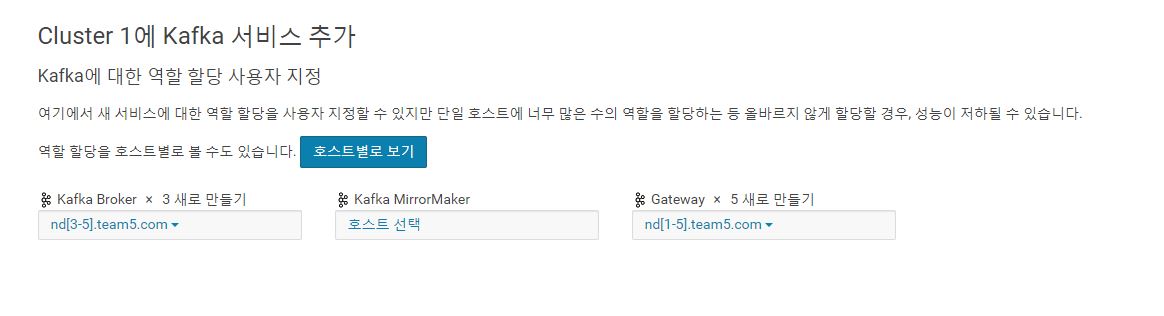 Cluster 1에 Kafka 서비스 추가
Kafka에 대한 역할 할당 사용자 지정
여기에서 새 서비스에 대한 역할 할당을 사용자 지정할 수 있지만 단일 호스트에 너무 많은 수의 역할을 할당하는 등 올바르지 않게 할당할 경우, 성능이 저하될 수 있습니다.
역할 할당을 호스트별로 볼 수도 있습니다. 호스트별로 보기
Kafka Broker × 3 새로 만들기 Kafka MirrorMaker Gateway × 5 새로 만들기
nd[3-5].team5.com 호스트 선택 nd[1-5].team5.com